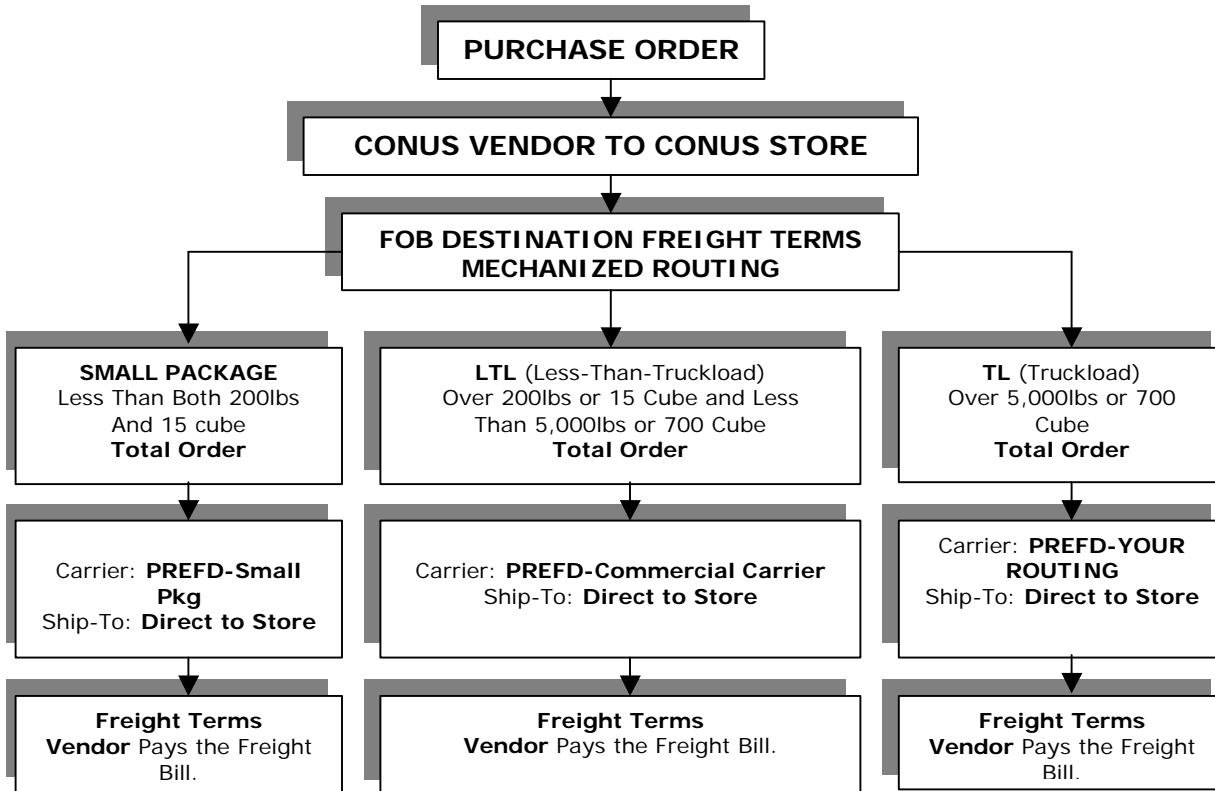 PURCHASE ORDER
CONUS VENDOR TO CONUS STORE
FOB DESTINATION FREIGHT TERMS
MECHANIZED ROUTING
SMALL PACKAGE
Less Than Both 200lbs
And 15 cube
Total Order
LTL (Less-Than-Truckload)
Over 200lbs or 15 Cube and Less
Than 5,000lbs or 700 Cube
Total Order
TL (Truckload)
Over 5,000lbs or 700
Cube
Total Order
Carrier: PREFD-Small
Pkg
Ship-To: Direct to Store
Carrier: PREFD-Commercial Carrier
Ship-To: Direct to Store
Carrier: PREFD-YOUR
ROUTING
Ship-To: Direct to Store
Freight Terms
Vendor Pays the Freight
Bill.
Freight Terms
Vendor Pays the Freight Bill.
Freight Terms
Vendor Pays the Freight
Bill.